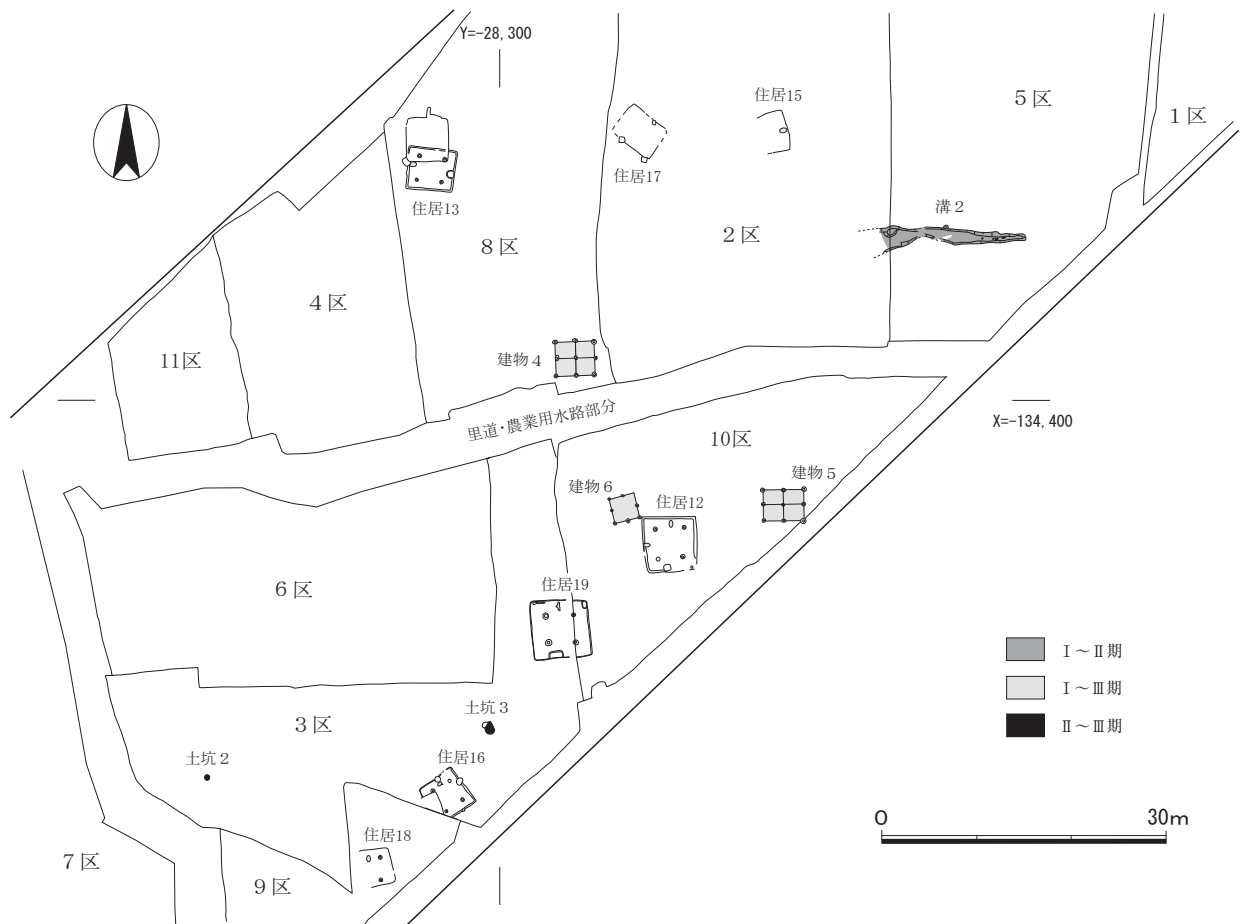 Y=-28,300
住居15
5区
1区
住居17
住居13
溝2
2区
8区
4区
11区
建物4
里道・農業用水路部分
X=-134,400
10区
建物5
建物6
住居12
6区
住居19
Ⅰ～Ⅱ期
Ⅰ～Ⅲ期
Ⅱ～Ⅲ期
3区
土坑3
土坑2
住居16
0
30m
住居18
7区
9区